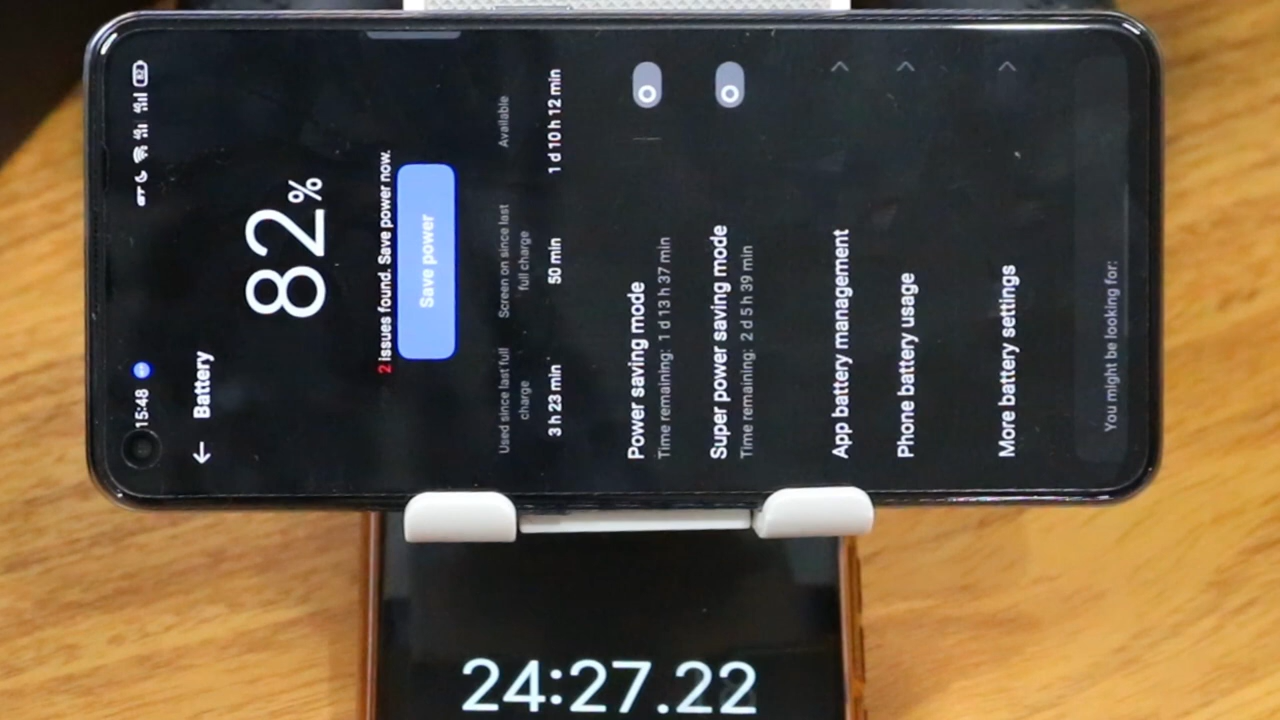 15:48
82
Battery
82%
2 issues found. Save power now.
Save power
Used since last full charge
Screen on since last full charge
Available
3 h 23 min
50 min
1 d 10 h 12 min
Power saving mode
Time remaining: 1 d 13 h 37 min
Super power saving mode
Time remaining: 2 d 5 h 39 min
App battery management
Phone battery usage
More battery settings
You might be looking for:
24:27.22